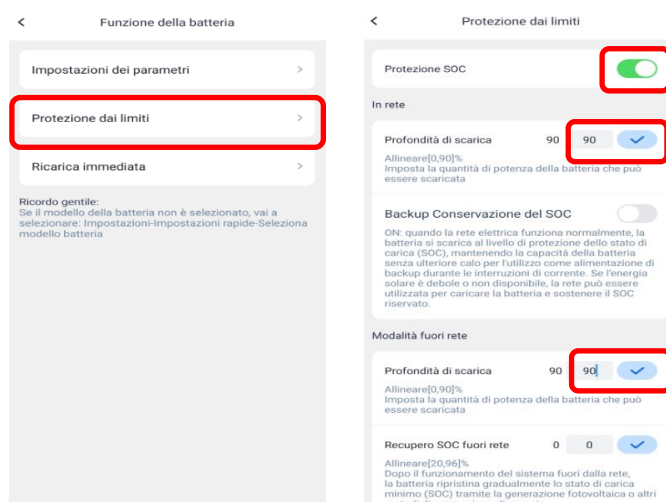 Funzione della batteria
Impostazioni dei parametri
Protezione dai limiti
Ricarica immediata
Ricordo gentile:
Se il modello della batteria non è selezionato, vai a
selezionare: Impostazioni-Impostazioni rapide-Seleziona
modello batteria
Protezione dai limiti
Protezione SOC
In rete
Profondità di scarica 90 90
Allineare[0,90]%
Imposta la quantità di potenza della batteria che può
essere scaricata
Backup Conservazione del SOC
ON: quando la rete elettrica funziona normalmente, la
batteria si scarica al livello di protezione dello stato di
carica (SOC), mantenendo la capacità della batteria
senza ulteriore calo per l'utilizzo come alimentazione di
backup durante le interruzioni di corrente. Se l'energia
solare è debole o non disponibile, la rete può essere
utilizzata per caricare la batteria e sostenere il SOC
riservato.
Modalità fuori rete
Profondità di scarica 90 90
Allineare[0,90]%
Imposta la quantità di potenza della batteria che può
essere scaricata
Recupero SOC fuori rete 0 0
Allineare[20,96]%
Dopo il funzionamento del sistema fuori dalla rete,
la batteria ripristina gradualmente lo stato di carica
minimo (SOC) tramite la generazione fotovoltaica o altri